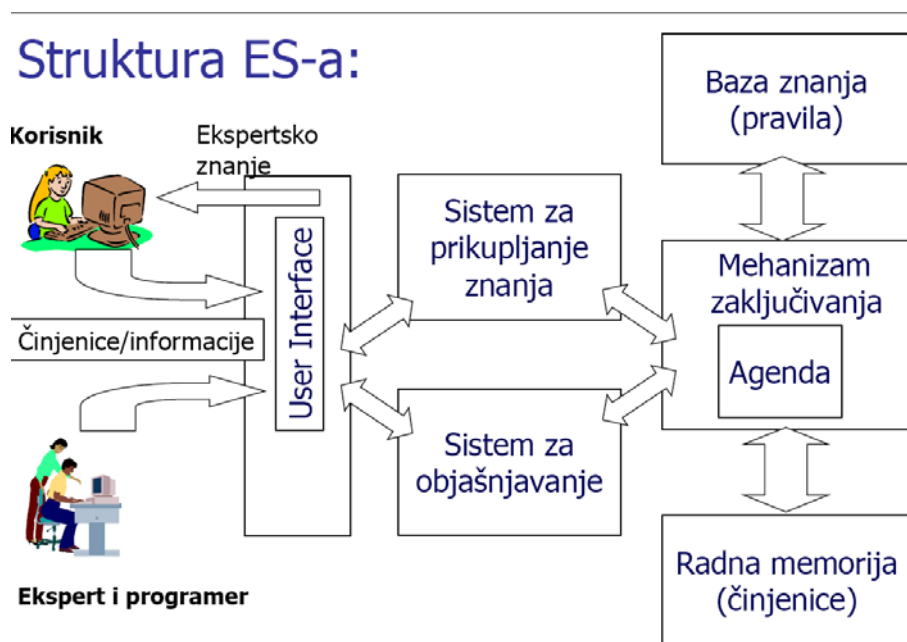 Struktura ES-a:
Korisnik
Ekspertsko
znanje
Činjenice/informacije
Ekspert i programer
User Interface
Sistem za
prikupljanje
znanja
Sistem za
objašnjavanje
Baza znanja
(pravila)
Mehanizam
zaključivanja
Agenda
Radna memorija
(činjenice)